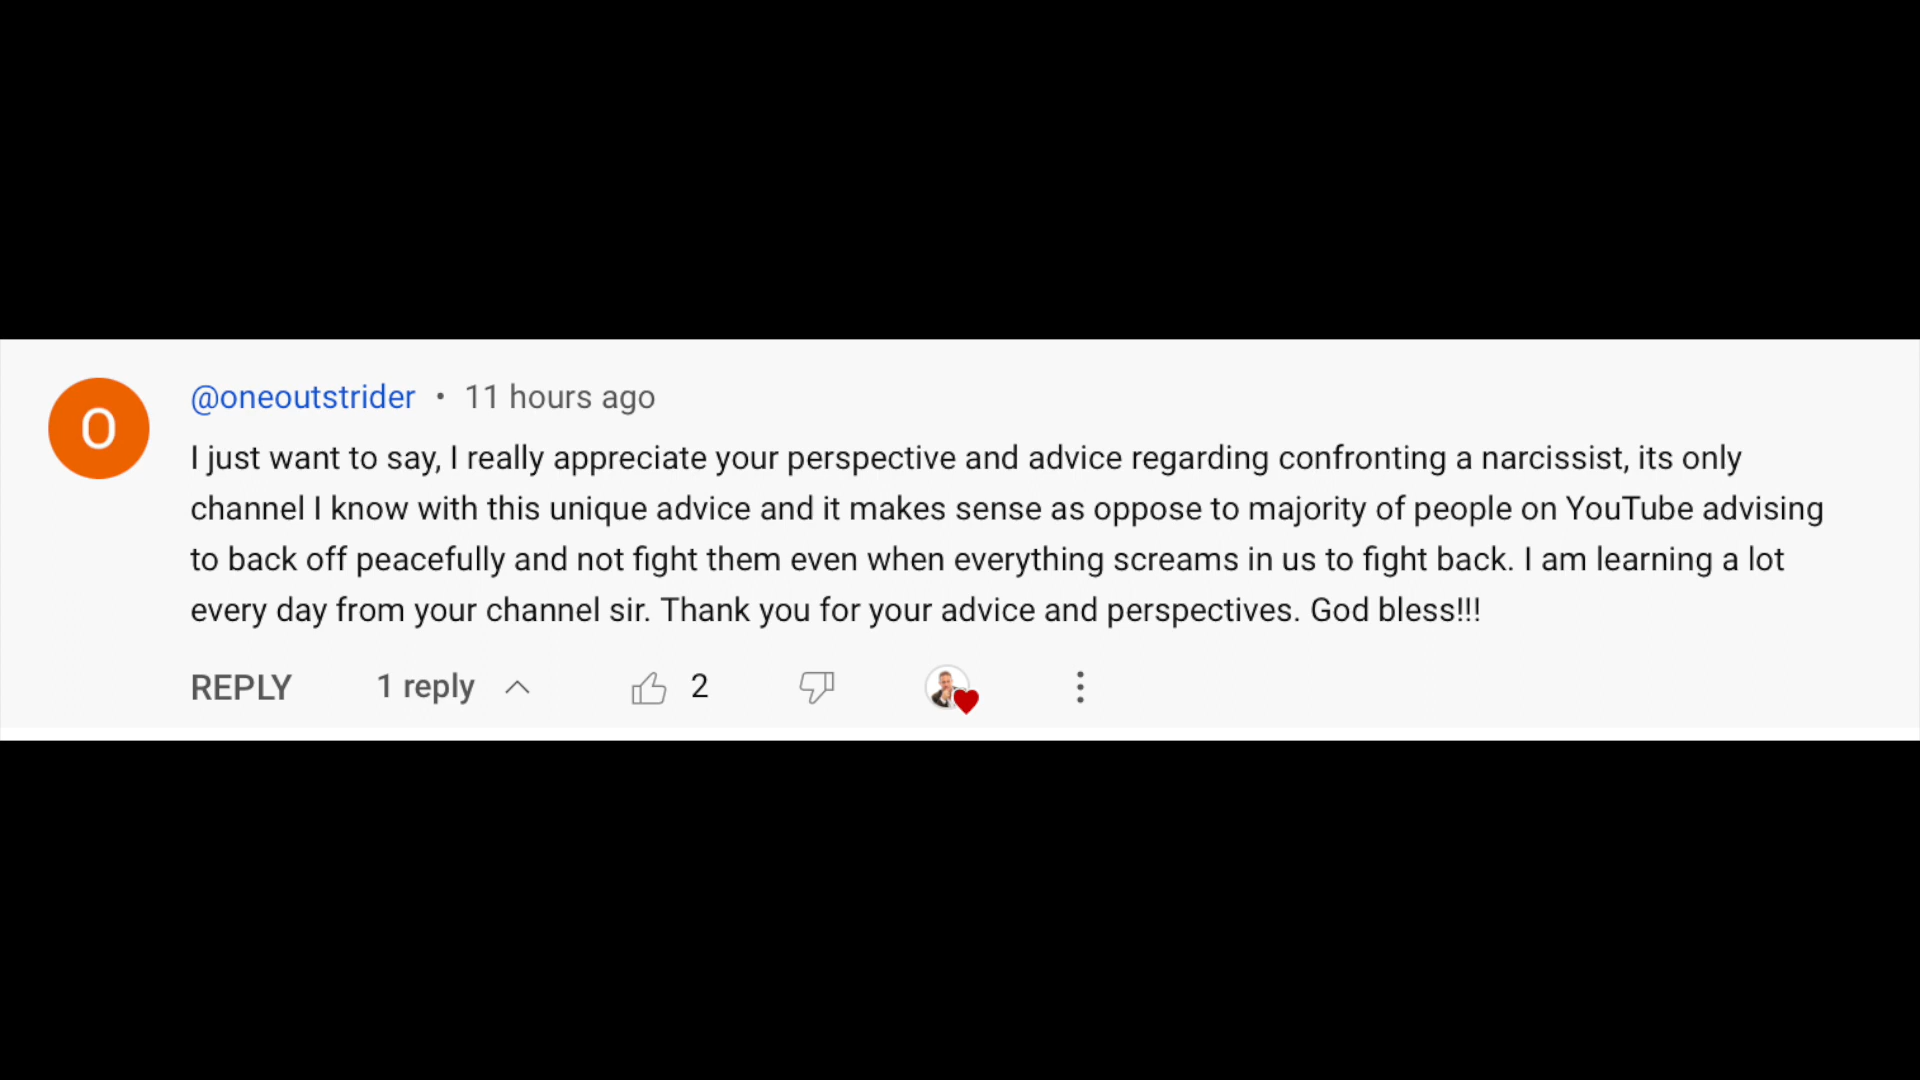 O
@oneoutstrider • 11 hours ago
I just want to say, I really appreciate your perspective and advice regarding confronting a narcissist, its only
channel I know with this unique advice and it makes sense as oppose to majority of people on YouTube advising
to back off peacefully and not fight them even when everything screams in us to fight back. I am learning a lot
every day from your channel sir. Thank you for your advice and perspectives. God bless!!!
REPLY 1 reply 2